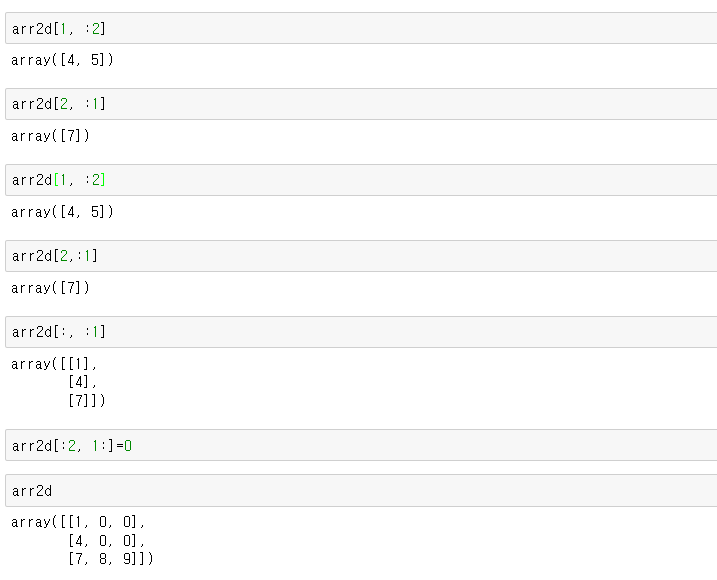 arr2d[1, :2]
array([4, 5])
arr2d[2, :1]
array([7])
arr2d[1, :2]
array([4, 5])
arr2d[2,:1]
array([7])
arr2d[:, :1]
array([[1],
       [4],
       [7]])
arr2d[:2, 1:]=0
arr2d
array([[1, 0, 0],
       [4, 0, 0],
       [7, 8, 9]])